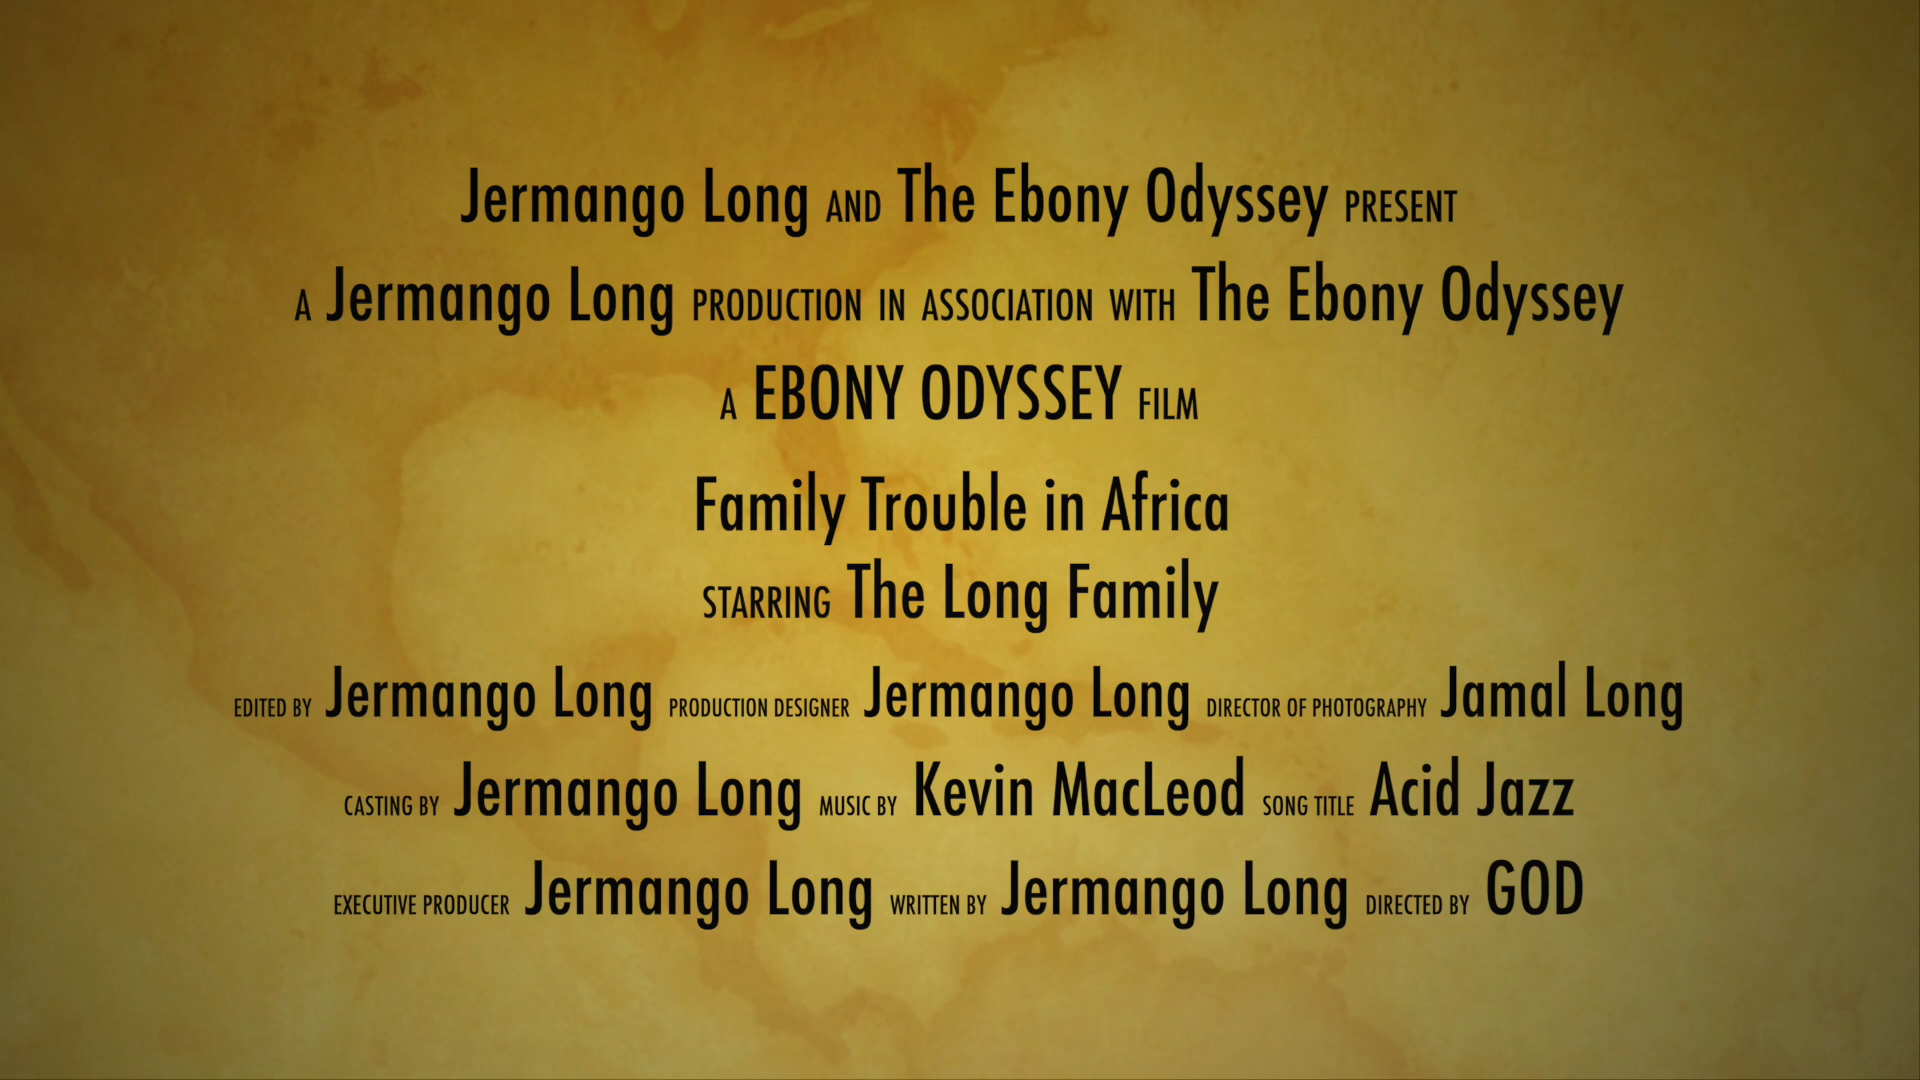 Jermango Long AND The Ebony Odyssey PRESENT
A Jermango Long PRODUCTION IN ASSOCIATION WITH The Ebony Odyssey
A EBONY ODYSSEY FILM
Family Trouble in Africa
STARRING The Long Family
EDITED BY Jermango Long PRODUCTION DESIGNER Jermango Long DIRECTOR OF PHOTOGRAPHY Jamal Long
CASTING BY Jermango Long MUSIC BY Kevin MacLeod SONG TITLE Acid Jazz
EXECUTIVE PRODUCER Jermango Long WRITTEN BY Jermango Long DIRECTED BY GOD